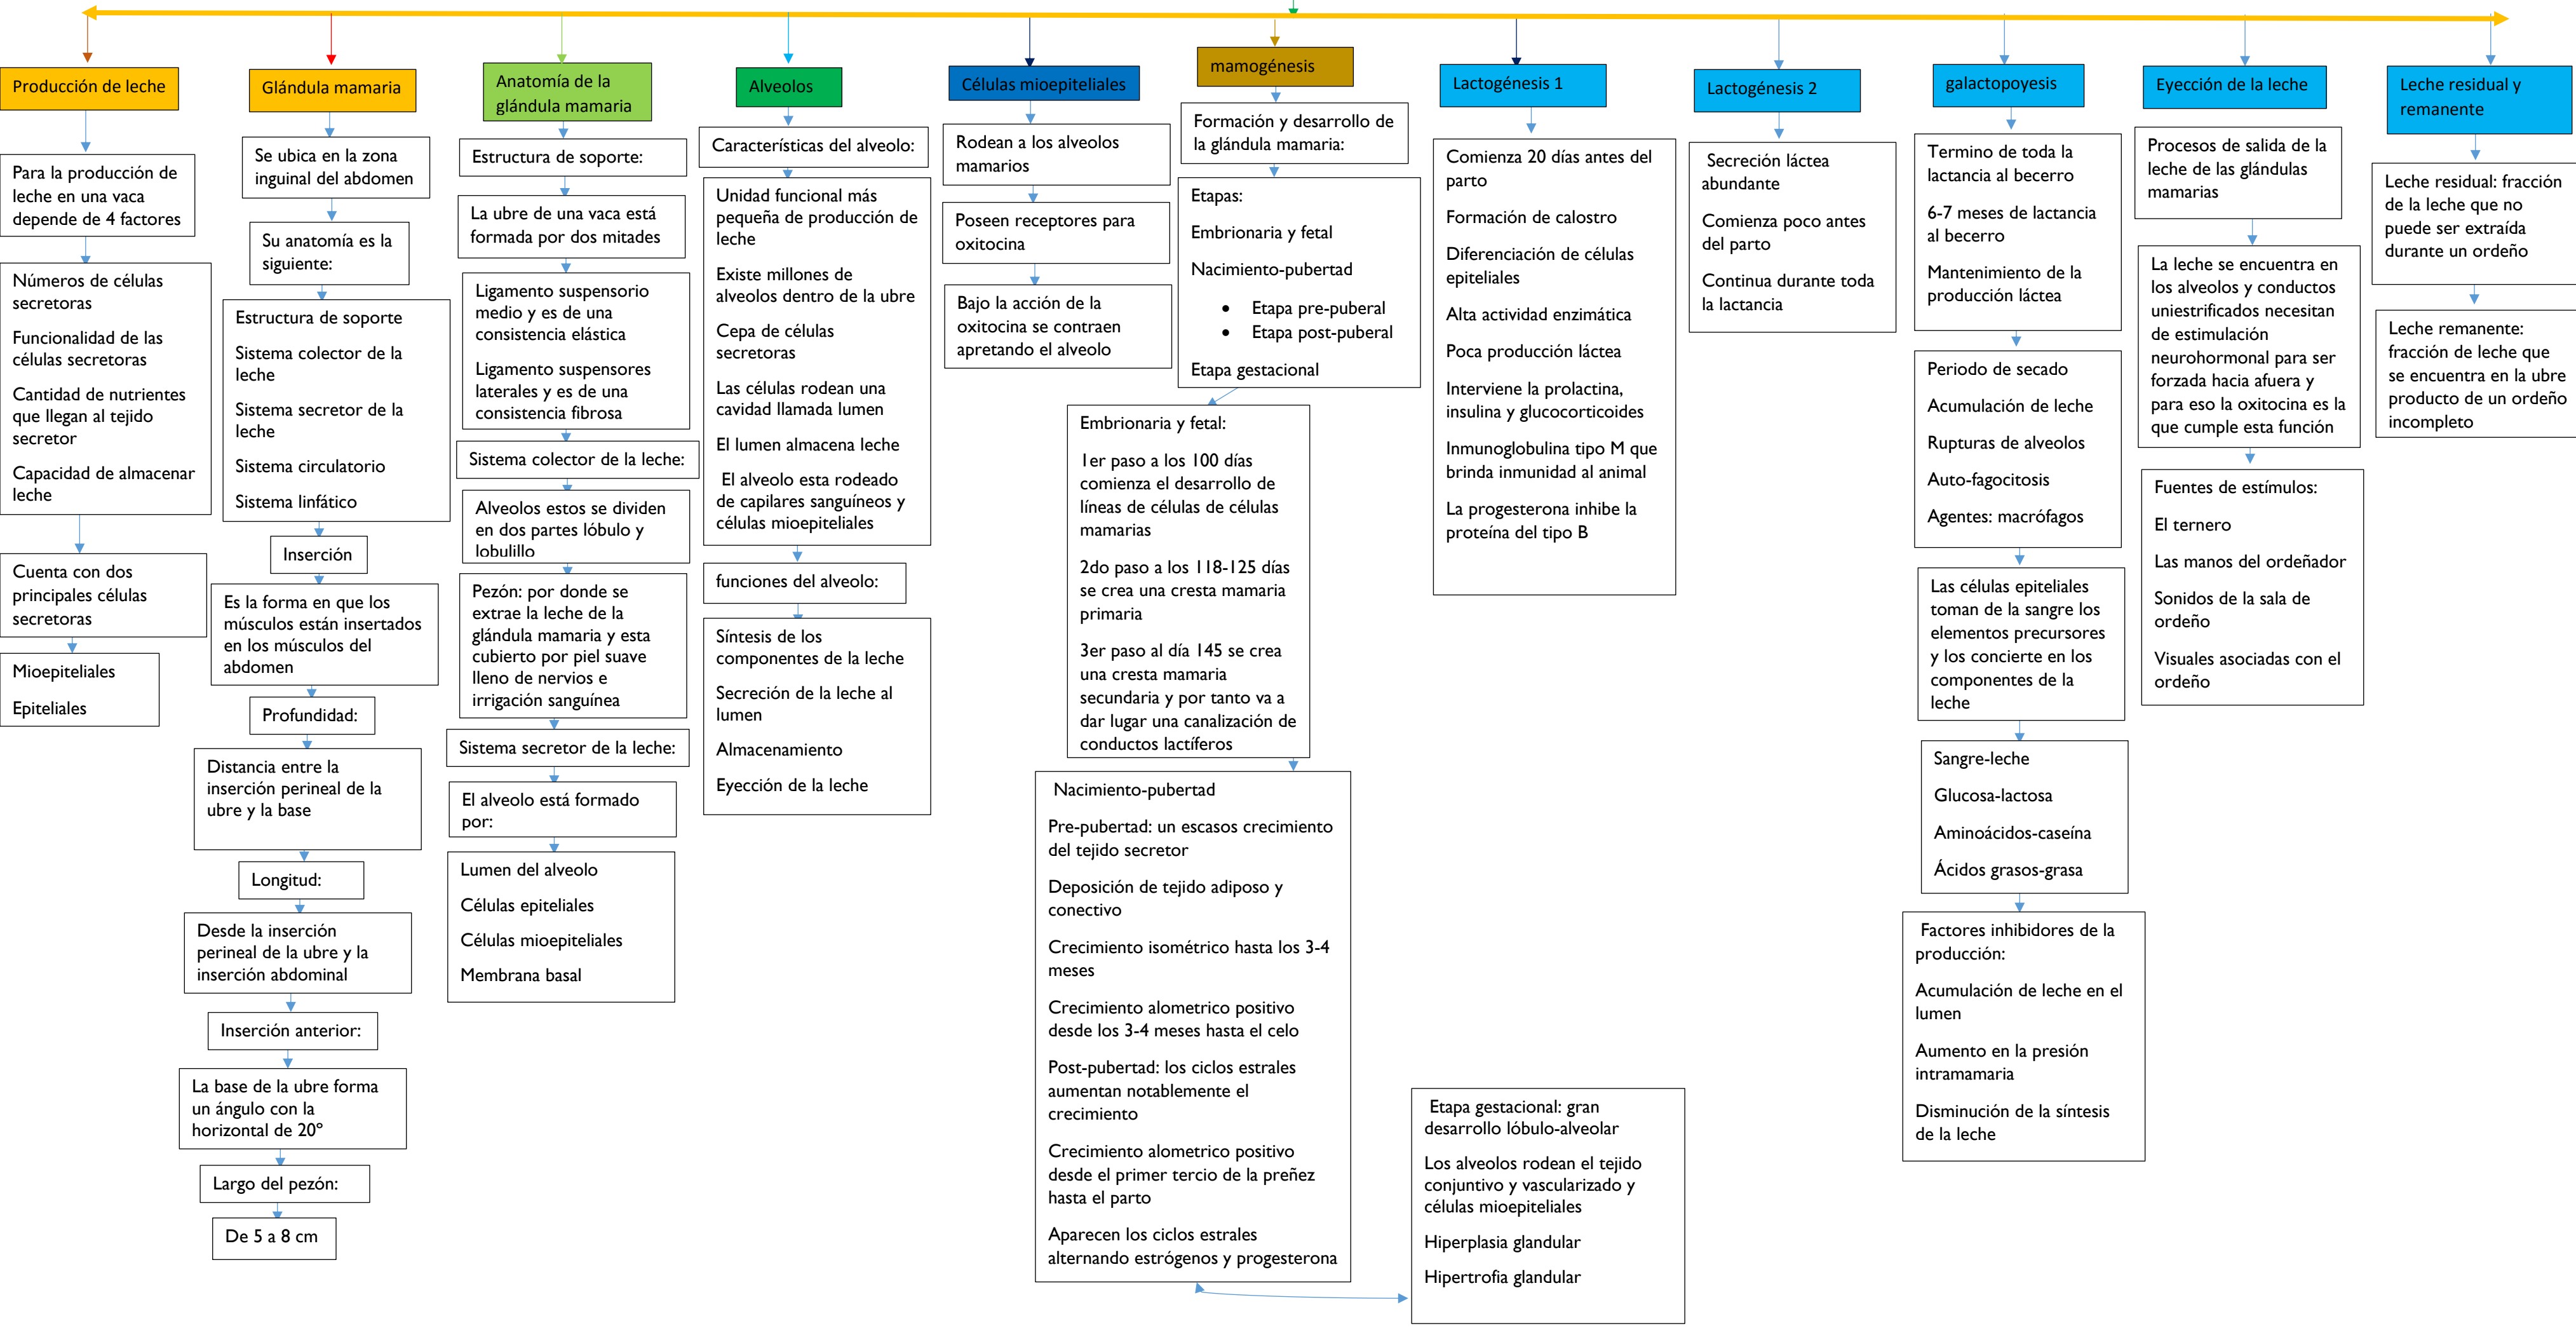 Producción de leche
Para la producción de
leche en una vaca
depende de 4 factores
Números de células
secretoras
Funcionalidad de las
células secretoras
Cantidad de nutrientes
que llegan al tejido
secretor
Capacidad de almacenar
leche
Cuenta con dos
principales células
secretoras
Mioepiteliales
Epiteliales
Glándula mamaria
Se ubica en la zona
inguinal del abdomen
Su anatomía es la
siguiente:
Estructura de soporte
Sistema colector de la
leche
Sistema secretor de la
leche
Sistema circulatorio
Sistema linfático
Inserción
Es la forma en que los
músculos están insertados
en los músculos del
abdomen
Profundidad:
Distancia entre la
inserción perineal de la
ubre y la base
Longitud:
Desde la inserción
perineal de la ubre y la
inserción abdominal
Inserción anterior:
La base de la ubre forma
un ángulo con la
horizontal de 20°
Largo del pezón:
De 5 a 8 cm
Anatomía de la
glándula mamaria
Estructura de soporte:
La ubre de una vaca está
formada por dos mitades
Ligamento suspensorio
medio y es de una
consistencia elástica
Ligamento suspensores
laterales y es de una
consistencia fibrosa
Sistema colector de la leche:
Alveolos estos se dividen
en dos partes lóbulo y
lobulillo
Pezón: por donde se
extrae la leche de la
glándula mamaria y esta
cubierto por piel suave
lleno de nervios e
irrigación sanguínea
Sistema secretor de la leche:
El alveolo está formado
por:
Lumen del alveolo
Células epiteliales
Células mioepiteliales
Membrana basal
Alveolos
Características del alveolo:
Unidad funcional más
pequeña de producción de
leche
Existe millones de
alveolos dentro de la ubre
Cepa de células
secretoras
Las células rodean una
cavidad llamada lumen
El lumen almacena leche
El alveolo esta rodeado
de capilares sanguíneos y
células mioepiteliales
funciones del alveolo:
Síntesis de los
componentes de la leche
Secreción de la leche al
lumen
Almacenamiento
Eyección de la leche
Células mioepiteliales
Rodean a los alveolos
mamarios
Poseen receptores para
oxitocina
Bajo la acción de la
oxitocina se contraen
apretando el alveolo
mamogénesis
Formación y desarrollo de
la glándula mamaria:
Etapas:
Embrionaria y fetal
Nacimiento-pubertad
• Etapa pre-puberal
• Etapa post-puberal
Etapa gestacional
Embrionaria y fetal:
1er paso a los 100 días
comienza el desarrollo de
líneas de células de células
mamarias
2do paso a los 118-125 días
se crea una cresta mamaria
primaria
3er paso al día 145 se crea
una cresta mamaria
secundaria y por tanto va a
dar lugar una canalización de
conductos lactíferos
Nacimiento-pubertad
Pre-pubertad: un escasos crecimiento
del tejido secretor
Deposición de tejido adiposo y
conectivo
Crecimiento isométrico hasta los 3-4
meses
Crecimiento alometrico positivo
desde los 3-4 meses hasta el celo
Post-pubertad: los ciclos estrales
aumentan notablemente el
crecimiento
Crecimiento alometrico positivo
desde el primer tercio de la preñez
hasta el parto
Aparecen los ciclos estrales
alternando estrógenos y progesterona
Etapa gestacional: gran
desarrollo lóbulo-alveolar
Los alveolos rodean el tejido
conjuntivo y vascularizado y
células mioepiteliales
Hiperplasia glandular
Hipertrofia glandular
Lactogénesis 1
Comienza 20 días antes del
parto
Formación de calostro
Diferenciación de células
epiteliales
Alta actividad enzimática
Poca producción láctea
Interviene la prolactina,
insulina y glucocorticoides
Inmunoglobulina tipo M que
brinda inmunidad al animal
La progesterona inhibe la
proteína del tipo B
Lactogénesis 2
Secreción láctea
abundante
Comienza poco antes
del parto
Continua durante toda
la lactancia
galactopoyesis
Termino de toda la
lactancia al becerro
6-7 meses de lactancia
al becerro
Mantenimiento de la
producción láctea
Periodo de secado
Acumulación de leche
Rupturas de alveolos
Auto-fagocitosis
Agentes: macrófagos
Las células epiteliales
toman de la sangre los
elementos precursores
y los concierte en los
componentes de la
leche
Sangre-leche
Glucosa-lactosa
Aminoácidos-caseína
Ácidos grasos-grasa
Factores inhibidores de la
producción:
Acumulación de leche en el
lumen
Aumento en la presión
intramamaria
Disminución de la síntesis
de la leche
Eyección de la leche
Procesos de salida de la
leche de las glándulas
mamarias
La leche se encuentra en
los alveolos y conductos
uniestrificados necesitan
de estimulación
neurohormonal para ser
forzada hacia afuera y
para eso la oxitocina es la
que cumple esta función
Fuentes de estímulos:
El ternero
Las manos del ordeñador
Sonidos de la sala de
ordeño
Visuales asociadas con el
ordeño
Leche residual y
remanente
Leche residual: fracción
de la leche que no
puede ser extraída
durante un ordeño
Leche remanente:
fracción de leche que
se encuentra en la ubre
producto de un ordeño
incompleto